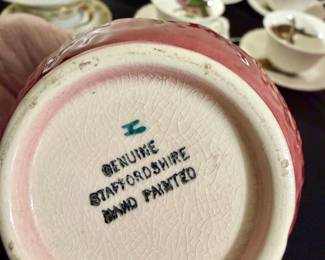 H
GENUINE
STAFFORDSHIRE
HAND PAINTED